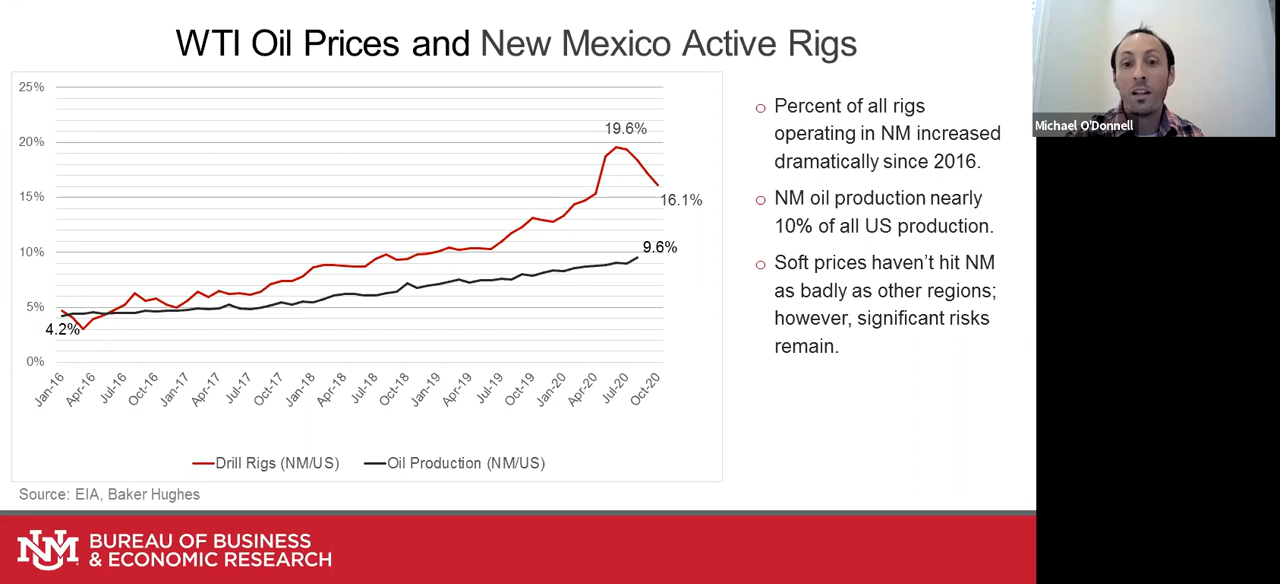 WTI Oil Prices and New Mexico Active Rigs
25%
20%
15%
10%
5%
0%
19.6%
16.1%
9.6%
4.2%
Jan-16
Apr-16
Jul-16
Oct-16
Jan-17
Apr-17
Jul-17
Oct-17
Jan-18
Apr-18
Jul-18
Oct-18
Jan-19
Apr-19
Jul-19
Oct-19
Jan-20
Apr-20
Jul-20
Oct-20
Drill Rigs (NM/US)
Oil Production (NM/US)
Source: EIA, Baker Hughes
Percent of all rigs
operating in NM increased
dramatically since 2016.
NM oil production nearly
10% of all US production.
Soft prices haven’t hit NM
as badly as other regions;
however, significant risks
remain.
Michael O'Donnell
UNM
BUREAU OF BUSINESS
& ECONOMIC RESEARCH